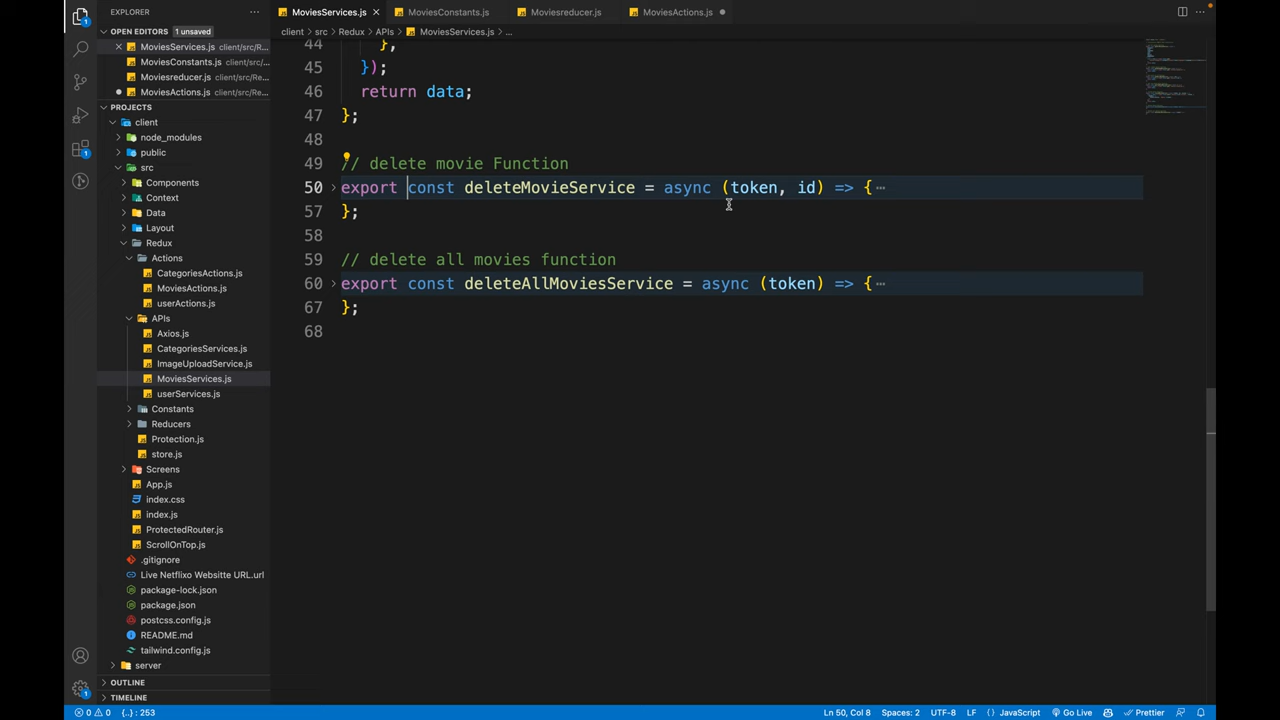 EXPLORER
MoviesServices.js
MoviesConstants.js
Moviesreducer.js
MoviesActions.js
OPEN EDITORS 1 unsaved
MoviesServices.js client/src/R...
MoviesConstants.js client/src/...
Moviesreducer.js client/src/Re...
MoviesActions.js client/src/Re...
PROJECTS
client
node_modules
public
src
Components
Context
Data
Layout
Redux
Actions
CategoriesActions.js
MoviesActions.js
userActions.js
APIs
Axios.js
CategoriesServices.js
ImageUploadService.js
MoviesServices.js
userServices.js
Constants
Reducers
Protection.js
store.js
Screens
App.js
index.css
index.js
ProtectedRouter.js
ScrollOnTop.js
.gitignore
Live Netflixo Websitte URL.url
package-lock.json
package.json
postcss.config.js
README.md
tailwind.config.js
server
OUTLINE
TIMELINE
client > src > Redux > APIs > MoviesServices.js > ...
44 },
45 });
46 return data;
47 };
48
49 // delete movie Function
50 export const deleteMovieService = async (token, id) => { ...
57 };
58
59 // delete all movies function
60 export const deleteAllMoviesService = async (token) => { ...
67 };
68
0 0 {..} : 253
Ln 50, Col 8 Spaces: 2 UTF-8 LF {} JavaScript Go Live Prettier